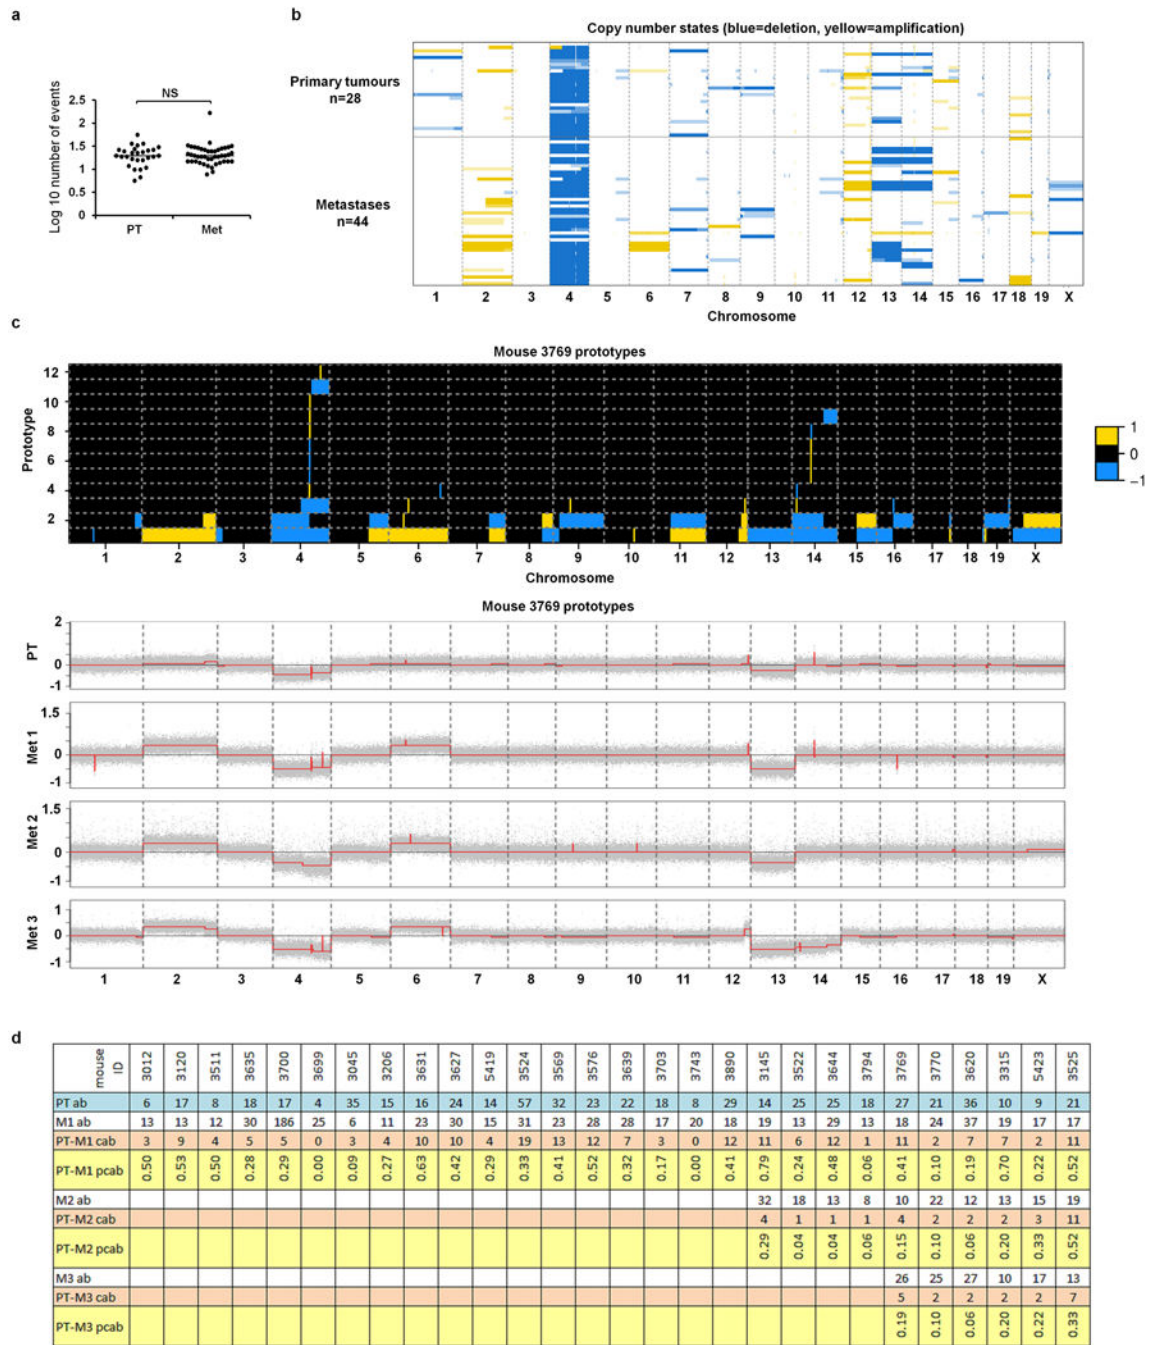 a
NS
Log 10 number of events
2.5
2
1.5
1
0.5
0
PT Met
b
Copy number states (blue=deletion, yellow=amplification)
Primary tumours
n=28
Metastases
n=44
1 2 3 4 5 6 7 8 9 10 11 12 13 14 15 16 17 18 19 X
Chromosome
c
Mouse 3769 prototypes
Prototype
12
10
8
6
4
2
1
0
−1
1 2 3 4 5 6 7 8 9 10 11 12 13 14 15 16 17 18 19 X
Chromosome
Mouse 3769 prototypes
PT
2
0
-1
Met 1
1.5
0
-1
Met 2
1.5
0
-1
Met 3
1
0
-1
1 2 3 4 5 6 7 8 9 10 11 12 13 14 15 16 17 18 19 X
d
mouse ID 3012 3120 3511 3635 3700 3699 3045 3206 3631 3627 5419 3524 3569 3576 3639 3703 3743 3890 3145 3522 3644 3794 3769 3770 3620 3315 5423 3525
PT ab 6 17 8 18 17 4 35 15 16 24 14 57 32 23 22 18 8 29 14 25 25 18 27 21 36 10 9 21
M1 ab 13 13 12 30 186 25 6 11 23 30 15 31 23 28 28 17 20 18 19 13 29 13 18 24 37 19 17 17
PT-M1 cab 3 9 4 5 5 0 3 4 10 10 4 19 13 12 7 3 0 12 11 6 12 1 11 2 7 7 2 11
PT-M1 pcab 0.50 0.53 0.50 0.28 0.29 0.00 0.09 0.27 0.63 0.42 0.29 0.33 0.41 0.52 0.32 0.17 0.00 0.41 0.79 0.24 0.48 0.06 0.41 0.10 0.19 0.70 0.22 0.52
M2 ab 32 18 13 8 10 22 12 13 15 19
PT-M2 cab 4 1 1 1 4 2 2 2 3 11
PT-M2 pcab 0.29 0.04 0.04 0.06 0.15 0.10 0.06 0.20 0.33 0.52
M3 ab 26 25 27 10 17 13
PT-M3 cab 5 2 2 2 2 7
PT-M3 pcab 0.19 0.10 0.06 0.20 0.22 0.33